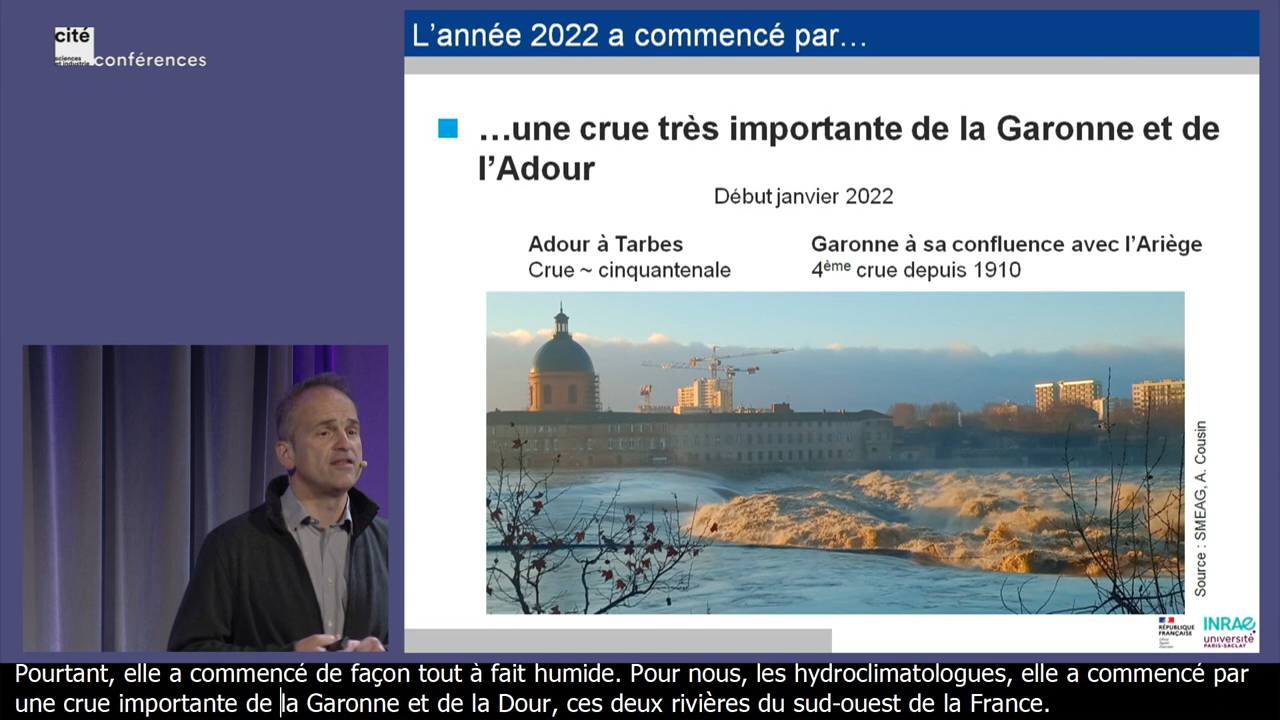 cité
sciences
et industrie
conférences
L'année 2022 a commencé par…
…une crue très importante de la Garonne et de
l'Adour
Début janvier 2022
Adour à Tarbes
Crue ~ cinquantenale
Garonne à sa confluence avec l'Ariège
4ème crue depuis 1910
Source : SMEAG, A. Cousin
RÉPUBLIQUE
FRANÇAISE
INRAE
université
PARIS-SACLAY
Pourtant, elle a commencé de façon tout à fait humide. Pour nous, les hydroclimatologues, elle a commencé par
une crue importante de la Garonne et de la Dour, ces deux rivières du sud-ouest de la France.